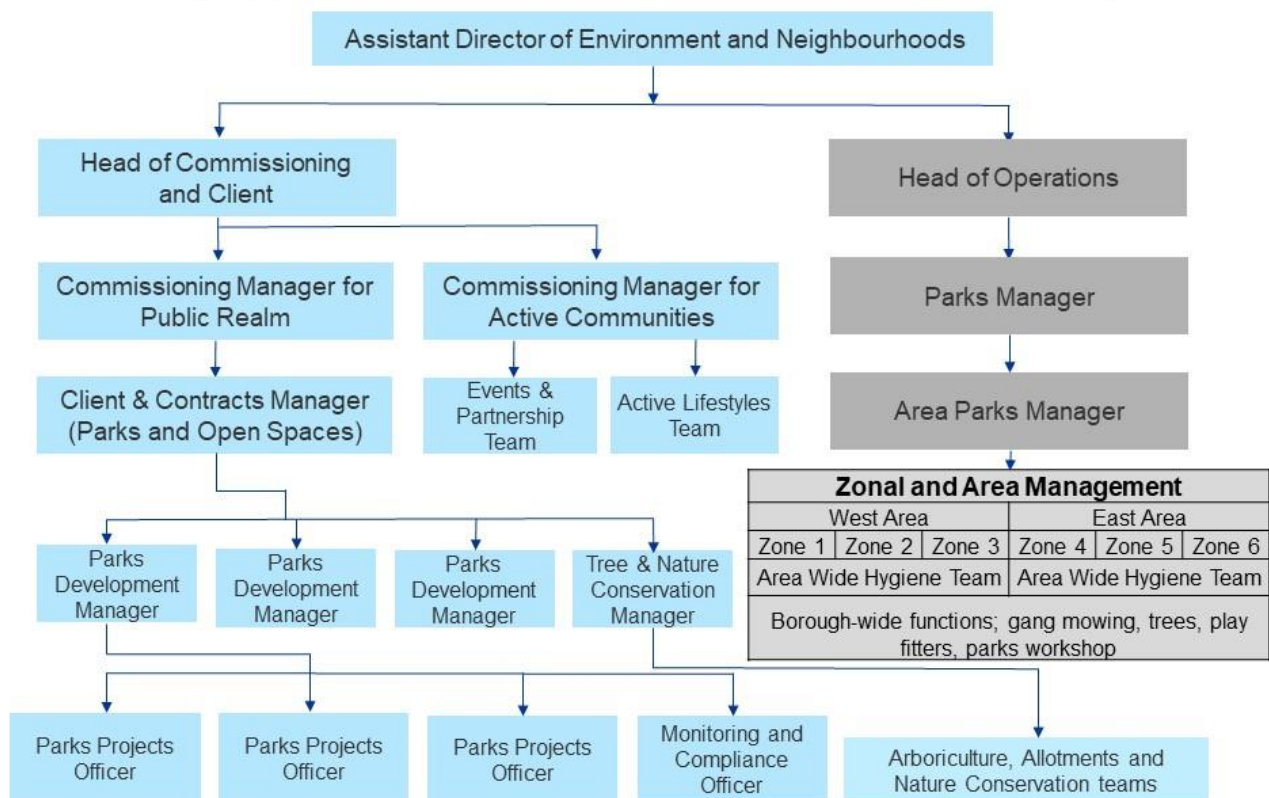 Assistant Director of Environment and Neighbourhoods
Head of Commissioning
and Client
Head of Operations
Commissioning Manager for
Public Realm
Commissioning Manager for
Active Communities
Parks Manager
Client & Contracts Manager
(Parks and Open Spaces)
Events &
Partnership
Team
Active Lifestyles
Team
Area Parks Manager
Zonal and Area Management
West Area
East Area
Zone 1
Zone 2
Zone 3
Zone 4
Zone 5
Zone 6
Area Wide Hygiene Team
Area Wide Hygiene Team
Borough-wide functions; gang mowing, trees, play
fitters, parks workshop
Parks
Development
Manager
Parks
Development
Manager
Parks
Development
Manager
Tree & Nature
Conservation
Manager
Parks Projects
Officer
Parks Projects
Officer
Parks Projects
Officer
Monitoring and
Compliance
Officer
Arboriculture, Allotments and
Nature Conservation teams